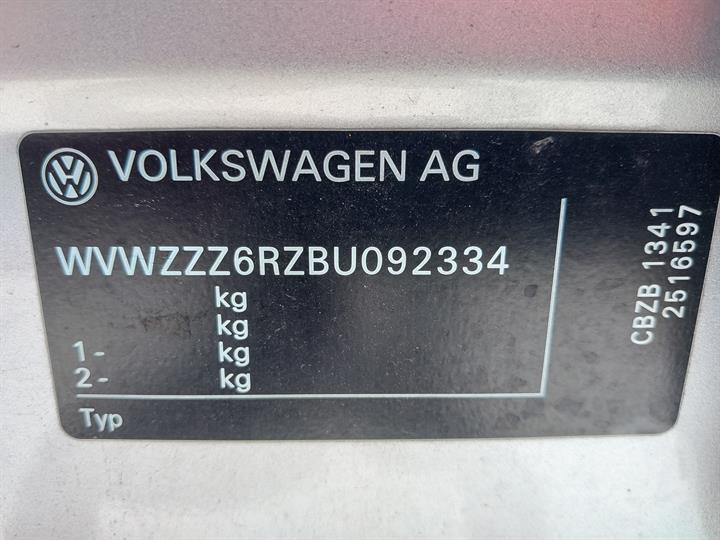 VOLKSWAGEN AG
WVWZZZ6RZBU092334
kg
kg
1- kg
2- kg
Typ
CBZB 1341
2516597